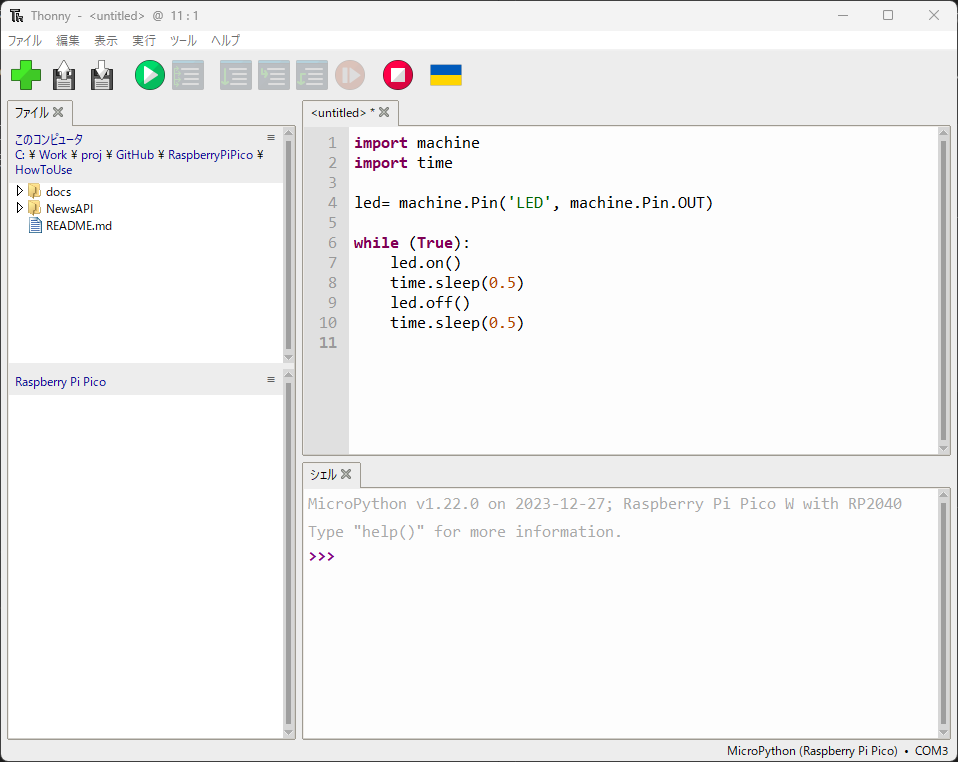 Thonny - <untitled> @ 11 : 1
ファイル 編集 表示 実行 ツール ヘルプ
ファイル
このコンピュータ
C: ¥ Work ¥ proj ¥ GitHub ¥ RaspberryPiPico ¥
HowToUse
docs
NewsAPI
README.md
Raspberry Pi Pico
<untitled> *
1 import machine
2 import time
3
4 led= machine.Pin('LED', machine.Pin.OUT)
5
6 while (True):
7     led.on()
8     time.sleep(0.5)
9     led.off()
10     time.sleep(0.5)
11
シェル
MicroPython v1.22.0 on 2023-12-27; Raspberry Pi Pico W with RP2040
Type "help()" for more information.
>>>
MicroPython (Raspberry Pi Pico) • COM3